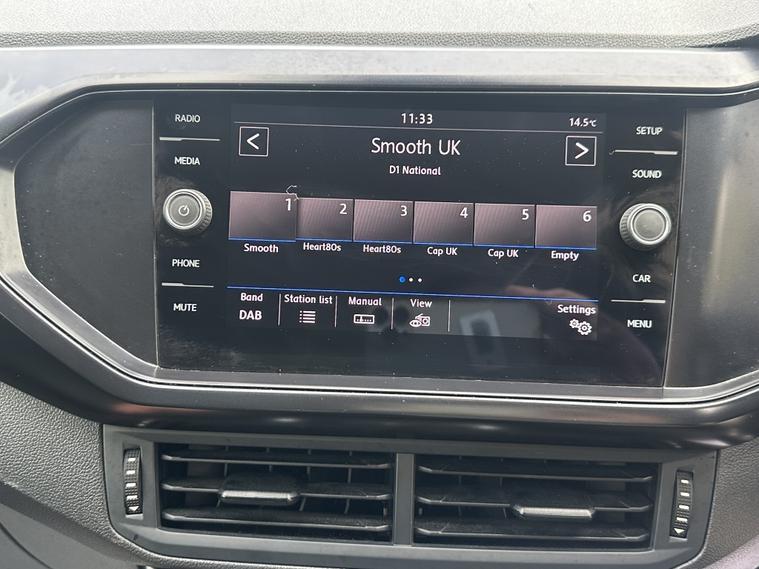 RADIO
MEDIA
PHONE
MUTE
11:33
14.5°C
< Smooth UK >
D1 National
1 2 3 4 5 6
Smooth Heart80s Heart80s Cap UK Cap UK Empty
Band Station list Manual View Settings
DAB
SETUP
SOUND
CAR
MENU